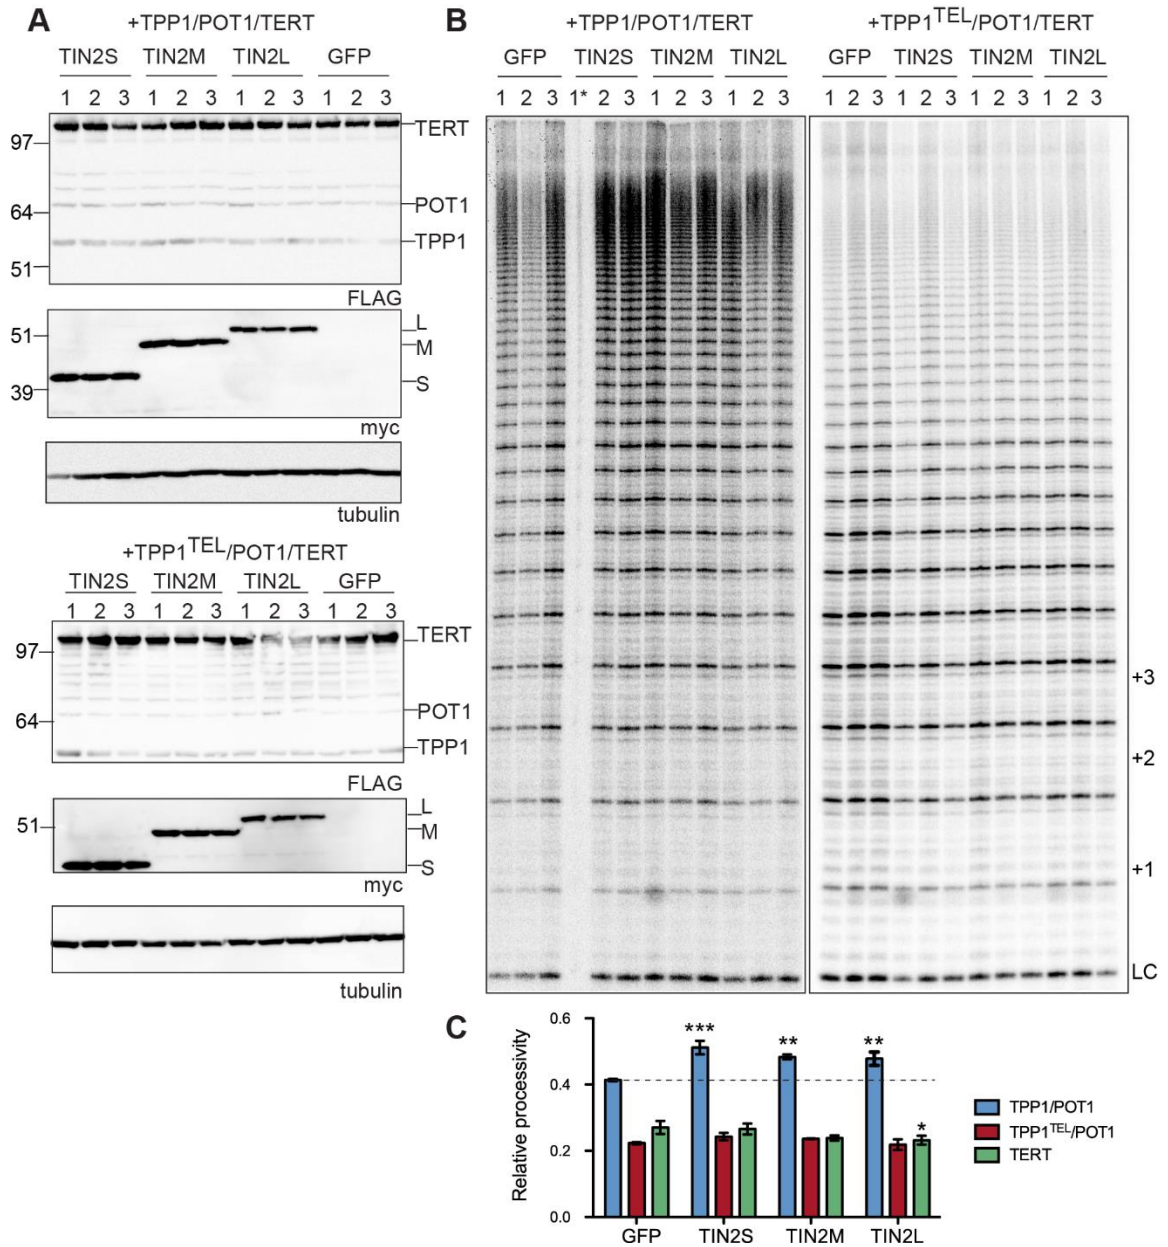 A
+TPP1/POT1/TERT
TIN2S TIN2M TIN2L GFP
1 2 3 1 2 3 1 2 3 1 2 3
97
TERT
64
POT1
TPP1
51
FLAG
51
L
M
39
S
myc
tubulin
+TPP1TEL/POT1/TERT
TIN2S TIN2M TIN2L GFP
1 2 3 1 2 3 1 2 3 1 2 3
97
TERT
64
POT1
TPP1
FLAG
51
L
M
S
myc
tubulin
B
+TPP1/POT1/TERT
GFP TIN2S TIN2M TIN2L
1 2 3 1* 2 3 1 2 3 1 2 3
+TPP1TEL/POT1/TERT
GFP TIN2S TIN2M TIN2L
1 2 3 1 2 3 1 2 3 1 2 3
+3
+2
+1
LC
C
Relative processivity
0.6
0.4
0.2
0.0
*** ** **
*
GFP TIN2S TIN2M TIN2L
TPP1/POT1
TPP1TEL/POT1
TERT